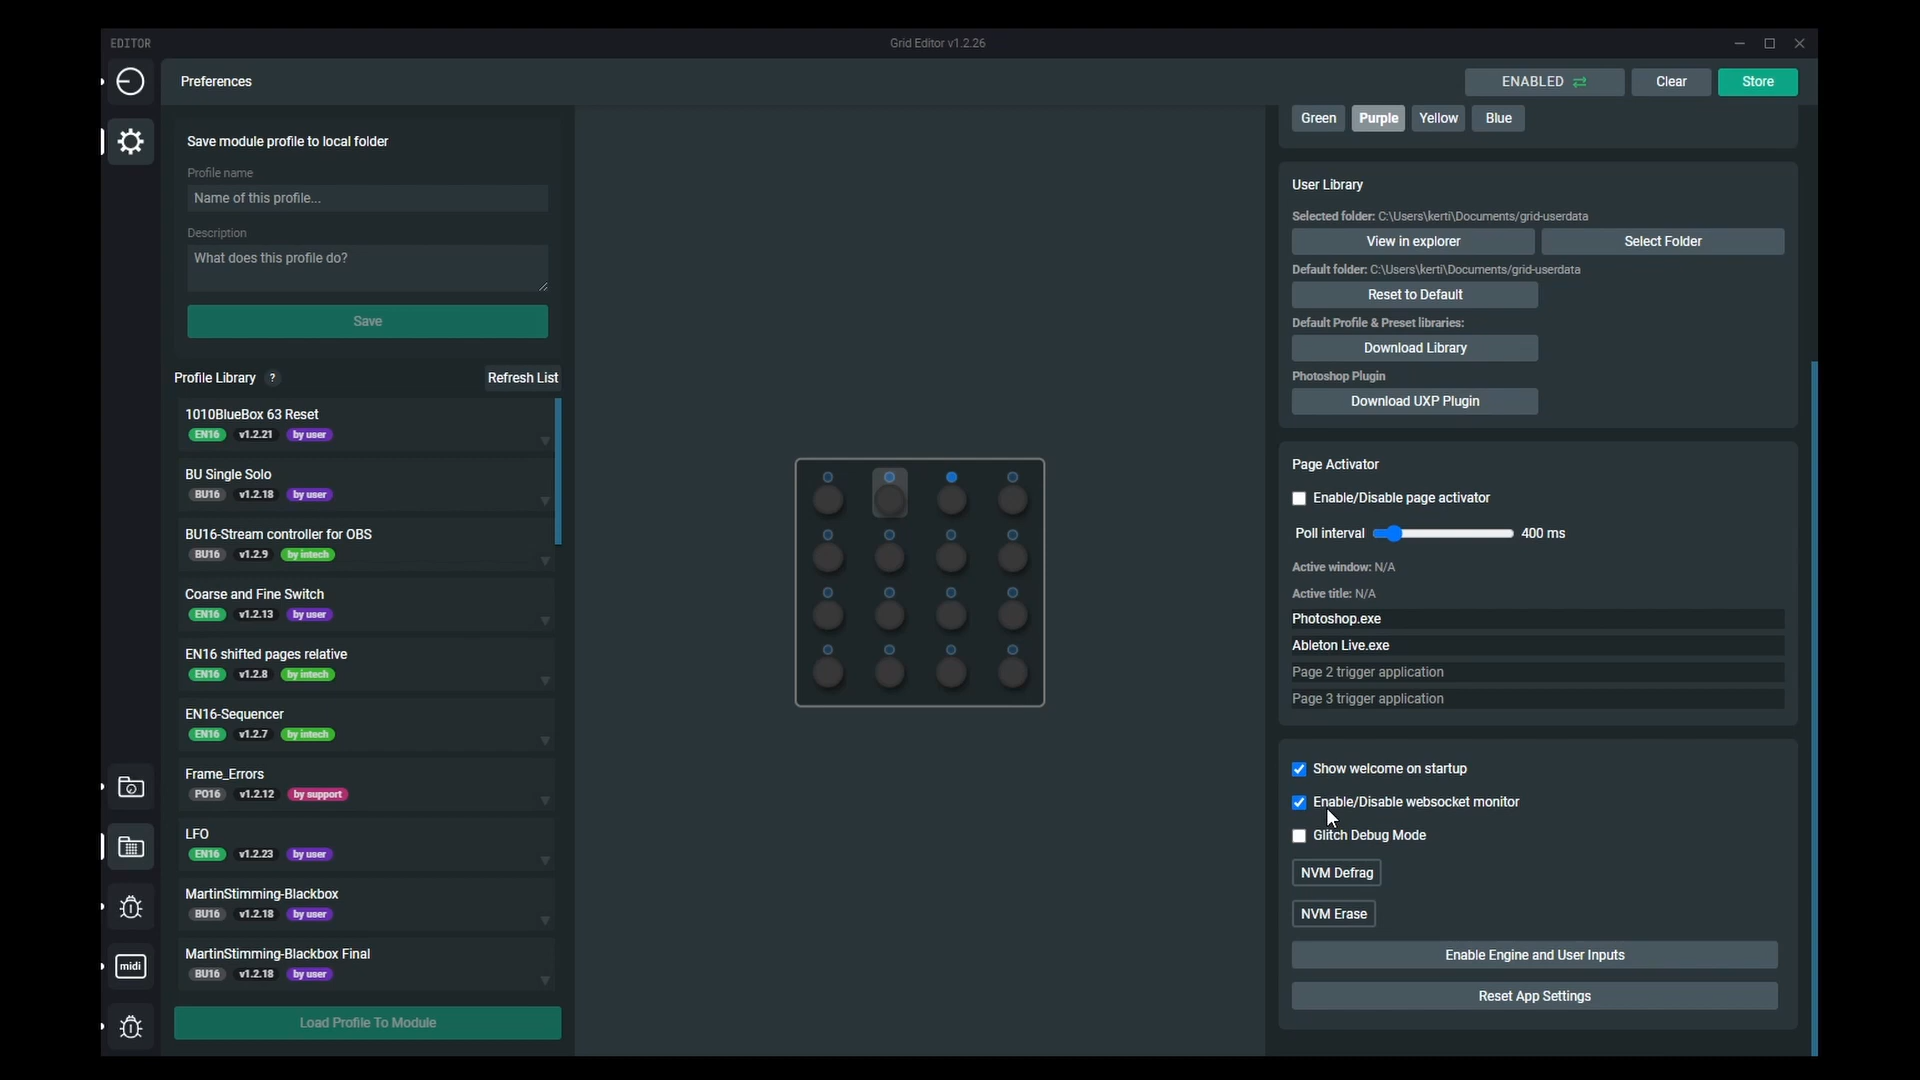 EDITOR
Grid Editor v1.2.26
Preferences
ENABLED
Clear
Store
Save module profile to local folder
Profile name
Name of this profile...
Description
What does this profile do?
Save
Profile Library ?
Refresh List
1010BlueBox 63 Reset
EN16 v1.2.21 by user
BU Single Solo
BU16 v1.2.18 by user
BU16-Stream controller for OBS
BU16 v1.2.9 by intech
Coarse and Fine Switch
EN16 v1.2.13 by user
EN16 shifted pages relative
EN16 v1.2.8 by intech
EN16-Sequencer
EN16 v1.2.7 by intech
Frame_Errors
PO16 v1.2.12 by support
LFO
EN16 v1.2.23 by user
MartinStimming-Blackbox
BU16 v1.2.18 by user
MartinStimming-Blackbox Final
BU16 v1.2.18 by user
Load Profile To Module
midi
Green Purple Yellow Blue
User Library
Selected folder: C:\Users\kerti\Documents/grid-userdata
View in explorer
Select Folder
Default folder: C:\Users\kerti\Documents/grid-userdata
Reset to Default
Default Profile & Preset libraries:
Download Library
Photoshop Plugin
Download UXP Plugin
Page Activator
Enable/Disable page activator
Poll interval 400 ms
Active window: N/A
Active title: N/A
Photoshop.exe
Ableton Live.exe
Page 2 trigger application
Page 3 trigger application
Show welcome on startup
Enable/Disable websocket monitor
Glitch Debug Mode
NVM Defrag
NVM Erase
Enable Engine and User Inputs
Reset App Settings